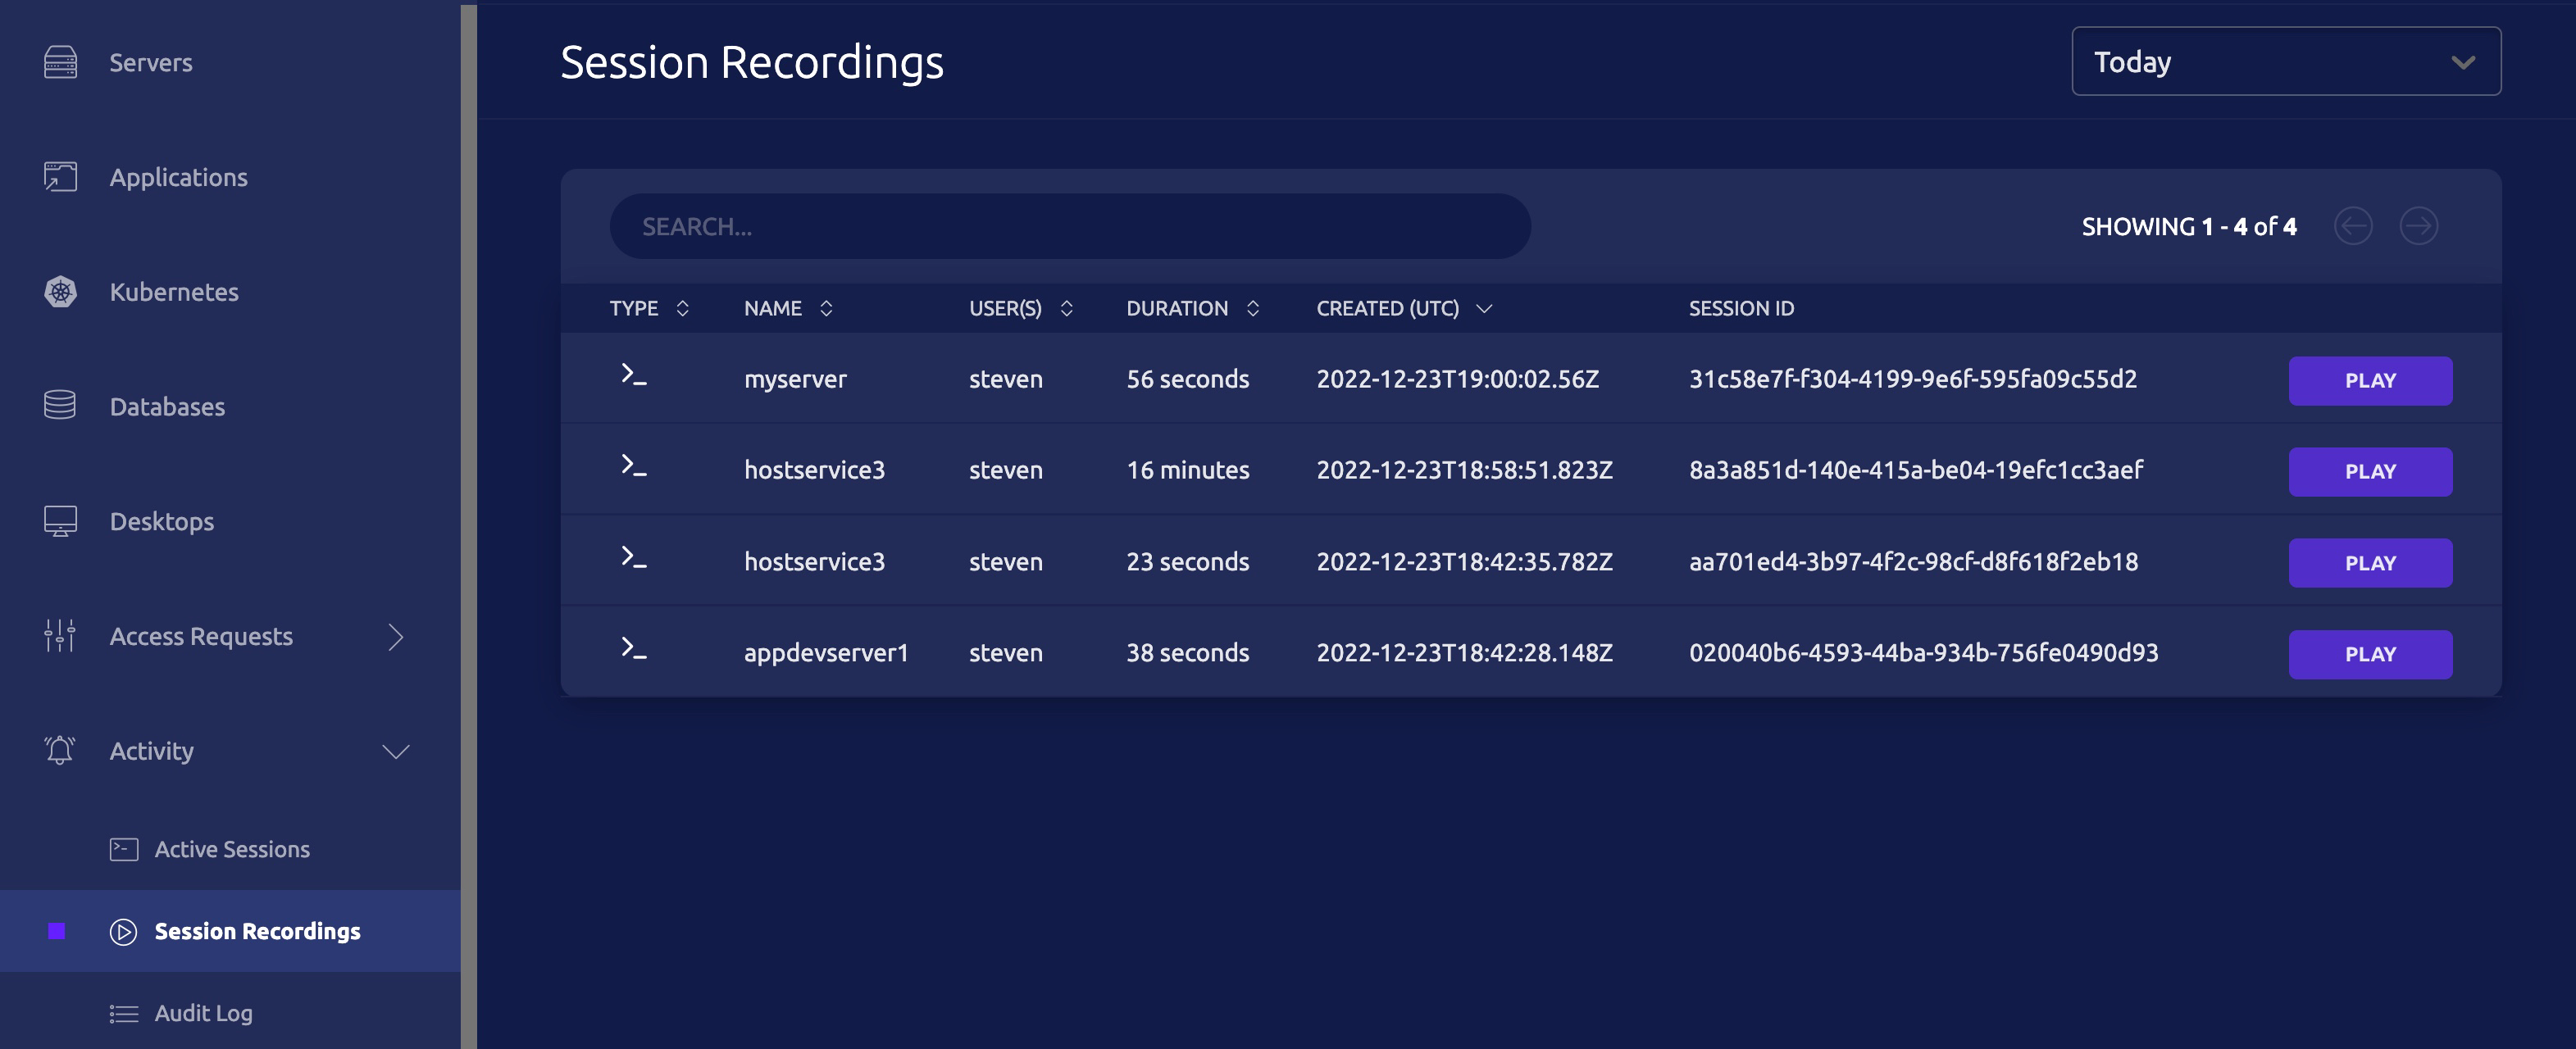 Servers
Applications
Kubernetes
Databases
Desktops
Access Requests
Activity
Active Sessions
Session Recordings
Audit Log
Session Recordings
Today
SEARCH...
SHOWING 1 - 4 of 4
TYPE NAME USER(S) DURATION CREATED (UTC) SESSION ID
>_ myserver steven 56 seconds 2022-12-23T19:00:02.56Z 31c58e7f-f304-4199-9e6f-595fa09c55d2 PLAY
>_ hostservice3 steven 16 minutes 2022-12-23T18:58:51.823Z 8a3a851d-140e-415a-be04-19efc1cc3aef PLAY
>_ hostservice3 steven 23 seconds 2022-12-23T18:42:35.782Z aa701ed4-3b97-4f2c-98cf-d8f618f2eb18 PLAY
>_ appdevserver1 steven 38 seconds 2022-12-23T18:42:28.148Z 020040b6-4593-44ba-934b-756fe0490d93 PLAY